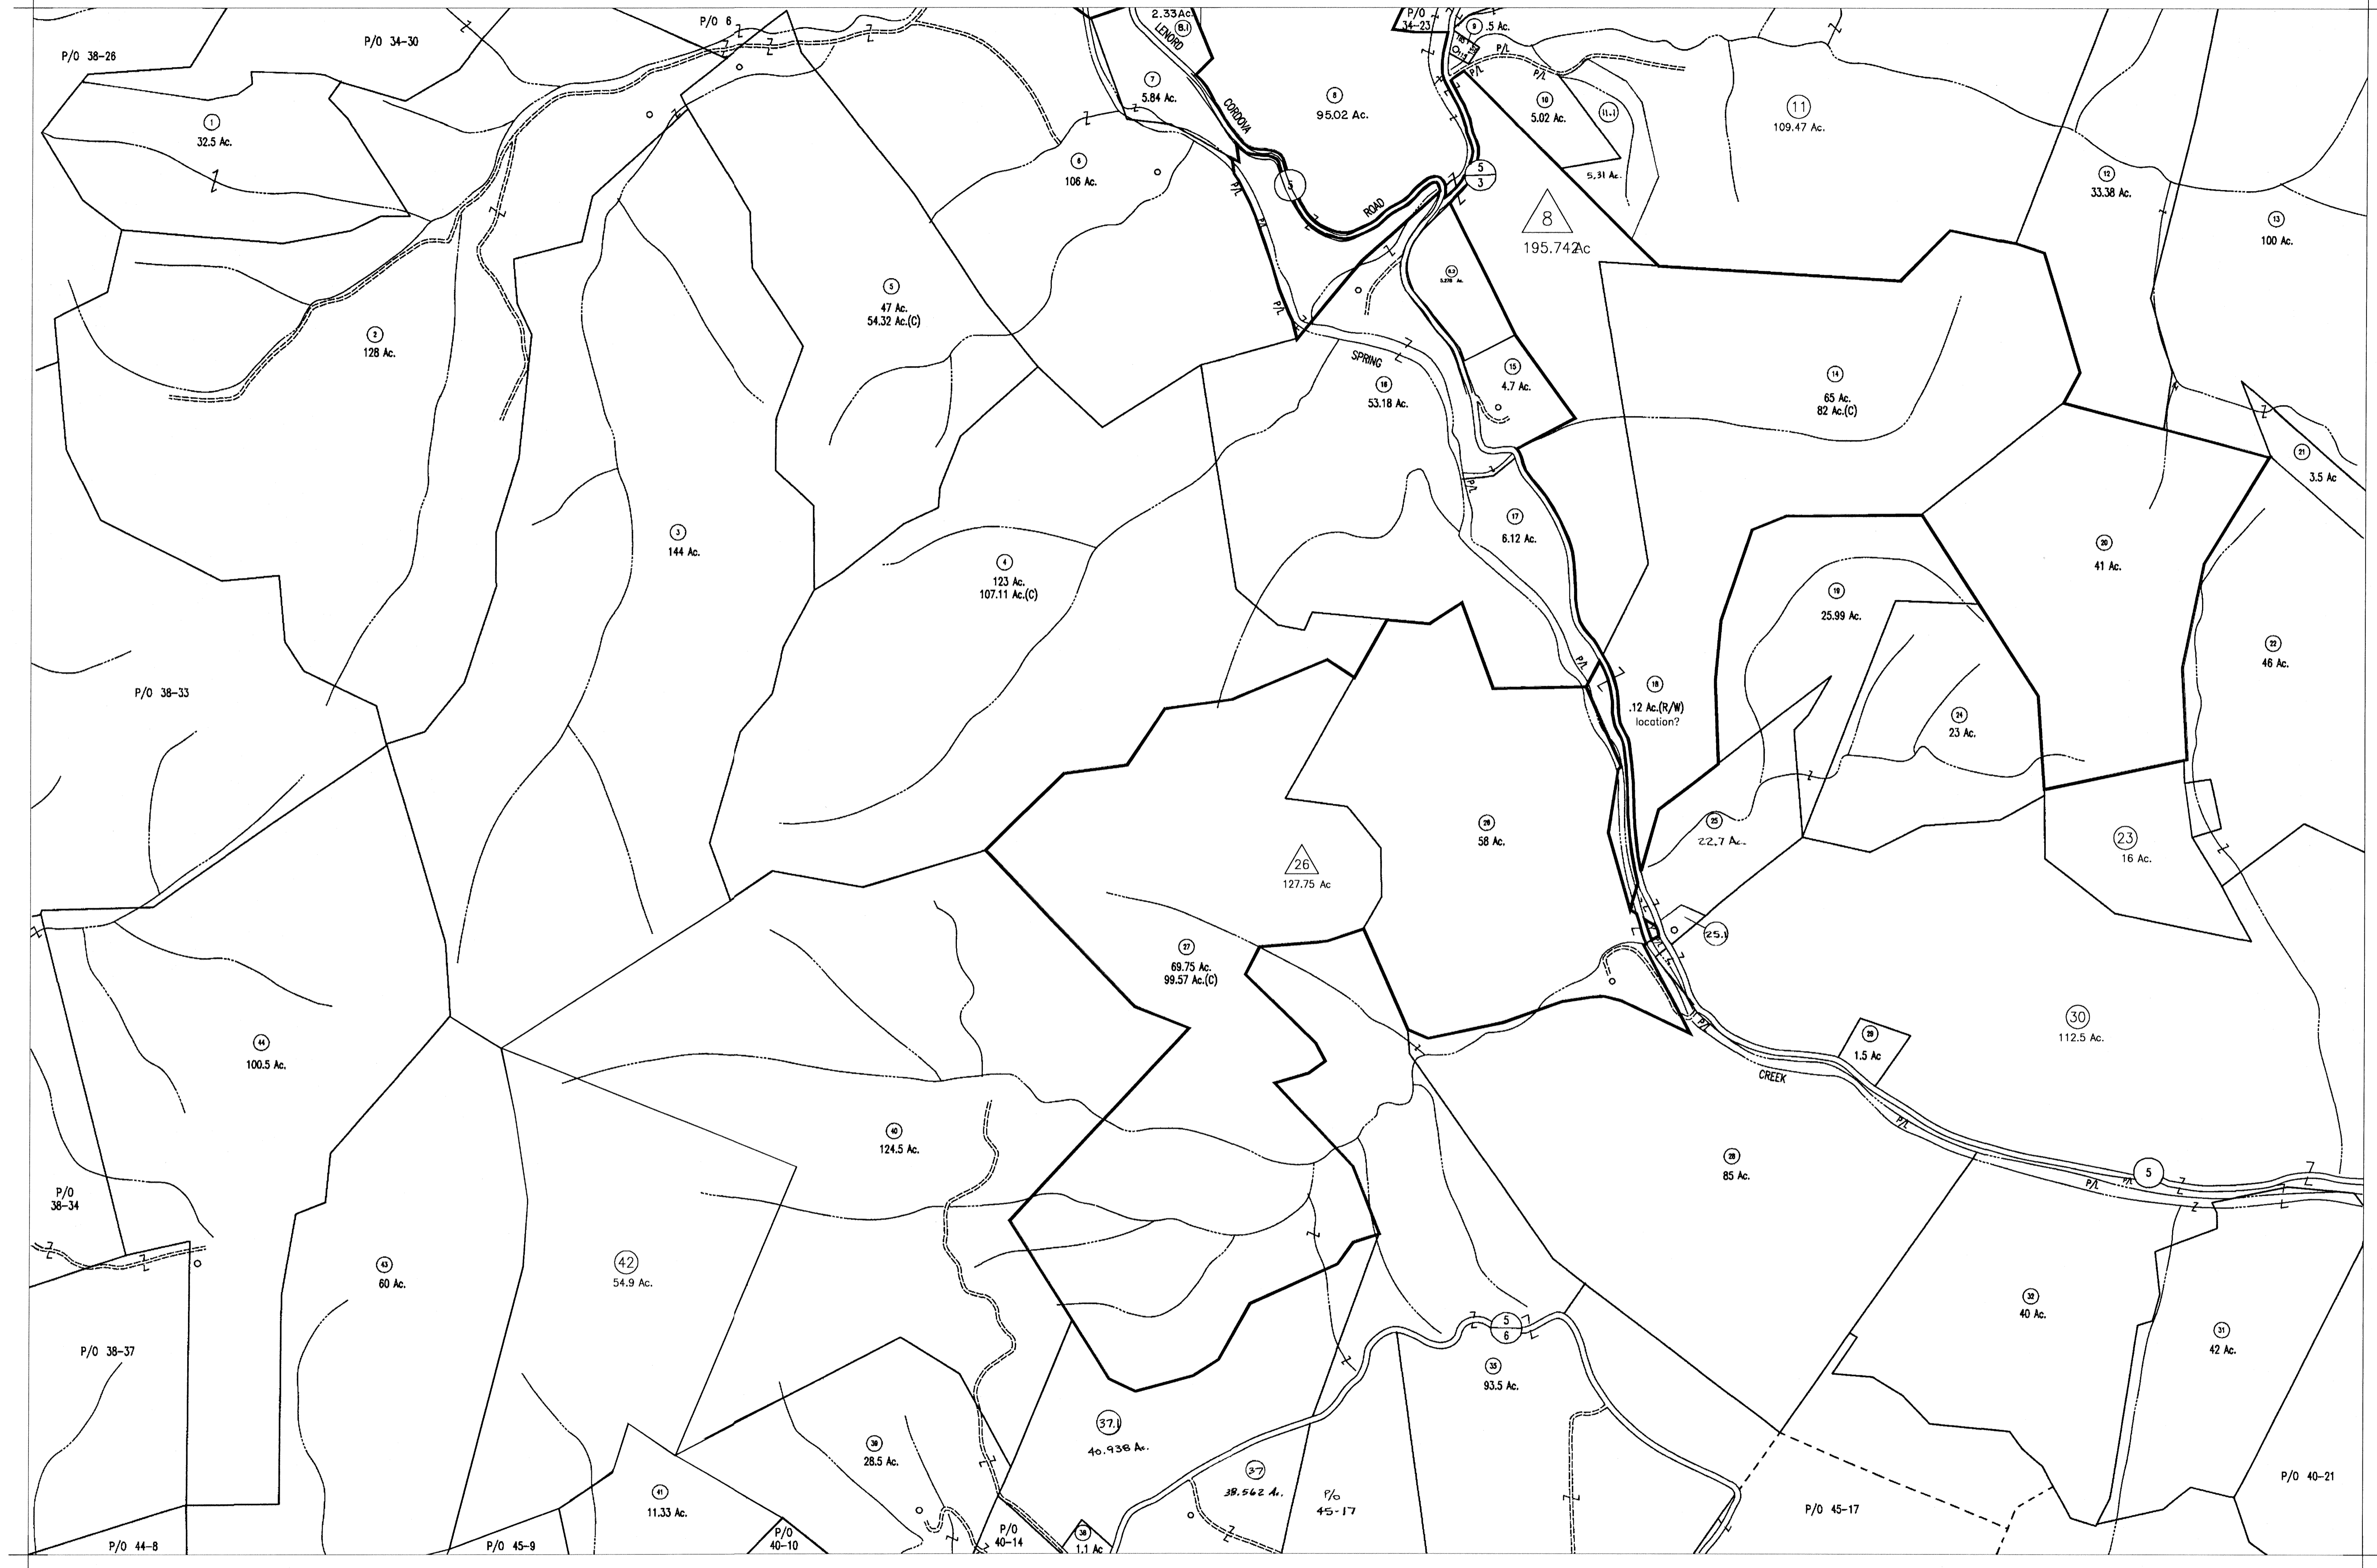 P/O 6
2.33Ac.
8.1
LENORD
P/O
34-23
9
.5 Ac.
P/L
P/L
P/L
P/O 38-26
P/O 34-30
7
5.84 Ac.
CORDOVA
8
95.02 Ac.
10
5.02 Ac.
11.1
11
109.47 Ac.
1
32.5 Ac.
6
106 Ac.
5
3
5
P/L
ROAD
5.31 Ac.
12
33.38 Ac.
8
195.742Ac
13
100 Ac.
P/L
8.2
5.278 Ac.
5
47 Ac.
54.32 Ac.(C)
P/L
2
128 Ac.
SPRING
16
53.18 Ac.
15
4.7 Ac.
14
65 Ac.
82 Ac.(C)
21
3.5 Ac
P/L
17
6.12 Ac.
3
144 Ac.
4
123 Ac.
107.11 Ac.(C)
20
41 Ac.
19
25.99 Ac.
22
46 Ac.
P/L
P/O 38-33
18
.12 Ac.(R/W)
location?
24
23 Ac.
26
58 Ac.
25
22.7 Ac.
23
16 Ac.
26
127.75 Ac
25.1
27
69.75 Ac.
99.57 Ac.(C)
P/L
30
112.5 Ac.
29
1.5 Ac
44
100.5 Ac.
CREEK
P/L
40
124.5 Ac.
28
85 Ac.
5
P/L
P/L
P/O
38-34
43
60 Ac.
42
54.9 Ac.
32
40 Ac.
31
42 Ac.
5
6
P/O 38-37
35
93.5 Ac.
37.1
40.938 Ac.
39
28.5 Ac.
37
38.562 Ac.
P/O
45-17
P/O 40-21
41
11.33 Ac.
P/O 45-17
P/O 44-8
P/O 45-9
P/O
40-10
P/O
40-14
38
1.1 Ac